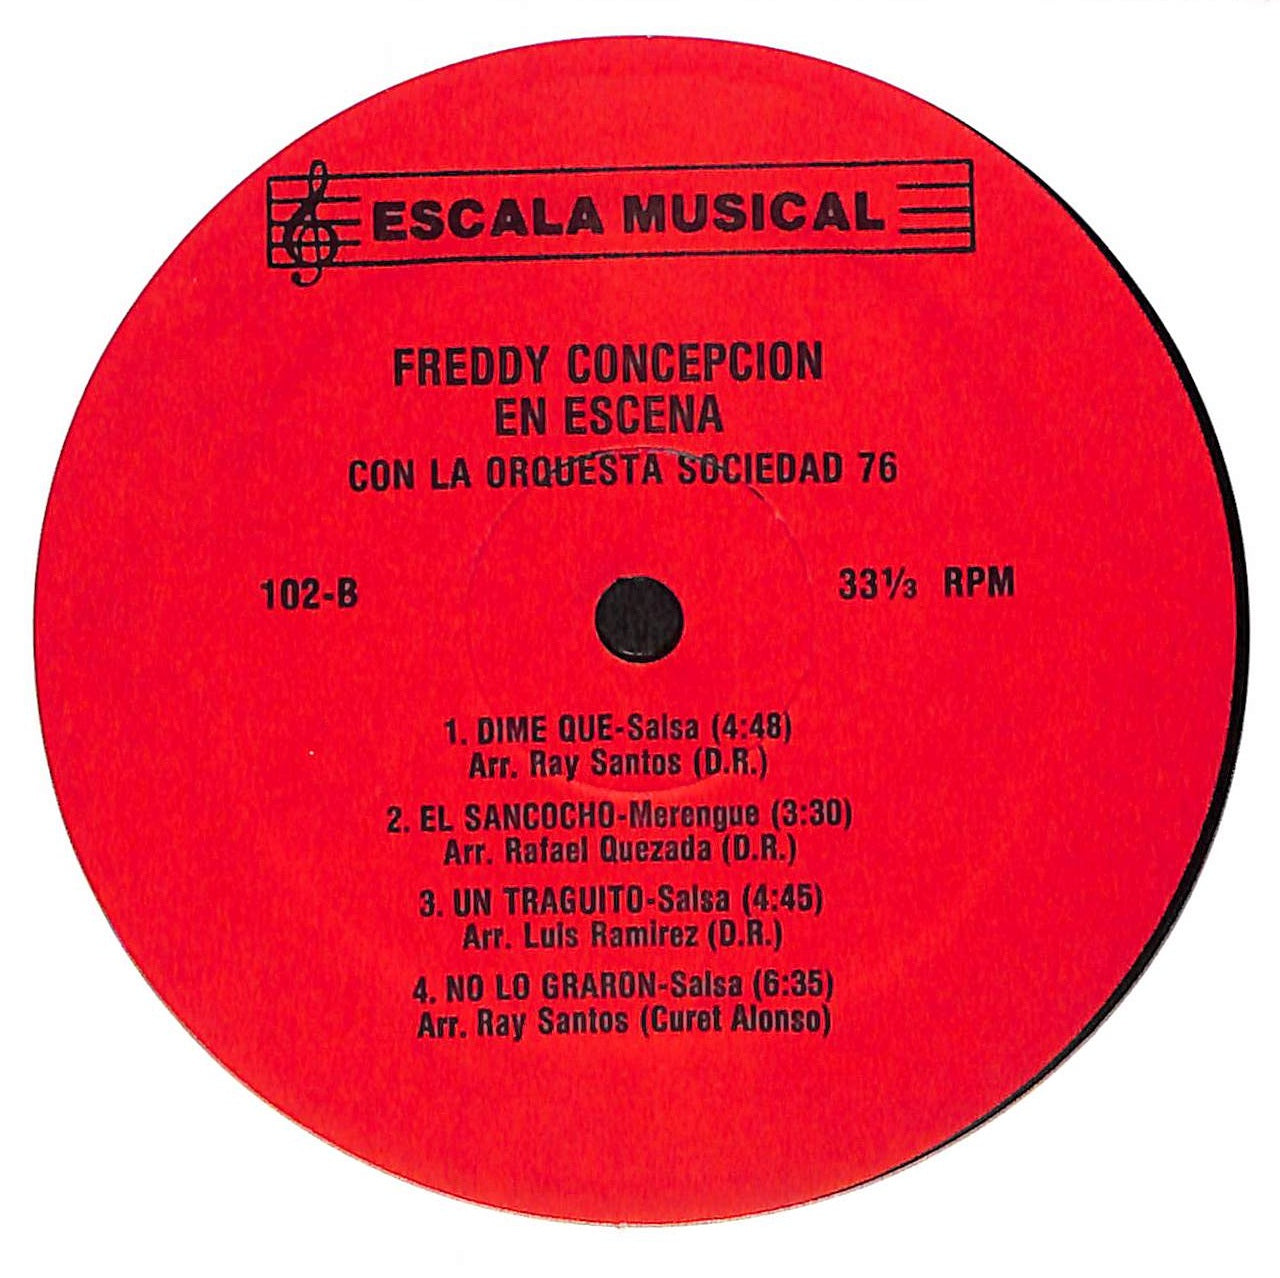 ESCALA MUSICAL
FREDDY CONCEPCION
EN ESCENA
CON LA ORQUESTA SOCIEDAD 76
102-B
33⅓ RPM
1. DIME QUE-Salsa (4:48)
Arr. Ray Santos (D.R.)
2. EL SANCOCHO-Merengue (3:30)
Arr. Rafael Quezada (D.R.)
3. UN TRAGUITO-Salsa (4:45)
Arr. Luis Ramirez (D.R.)
4. NO LO GRARON-Salsa (6:35)
Arr. Ray Santos (Curet Alonso)